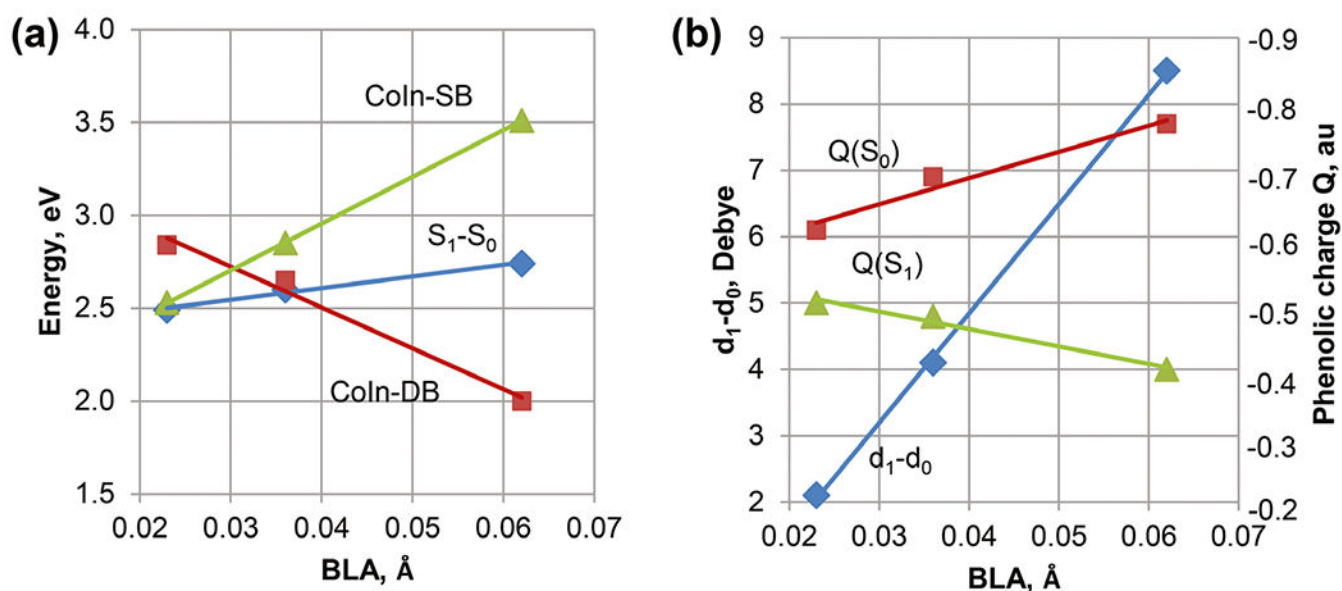 (a)
4.0
3.5
3.0
2.5
2.0
1.5
Energy, eV
CoIn-SB
S₁-S₀
CoIn-DB
0.02 0.03 0.04 0.05 0.06 0.07
BLA, Å
(b)
9
8
7
6
5
4
3
2
d₁-d₀, Debye
Q(S₀)
Q(S₁)
d₁-d₀
-0.9
-0.8
-0.7
-0.6
-0.5
-0.4
-0.3
-0.2
Phenolic charge Q, au
0.02 0.03 0.04 0.05 0.06 0.07
BLA, Å